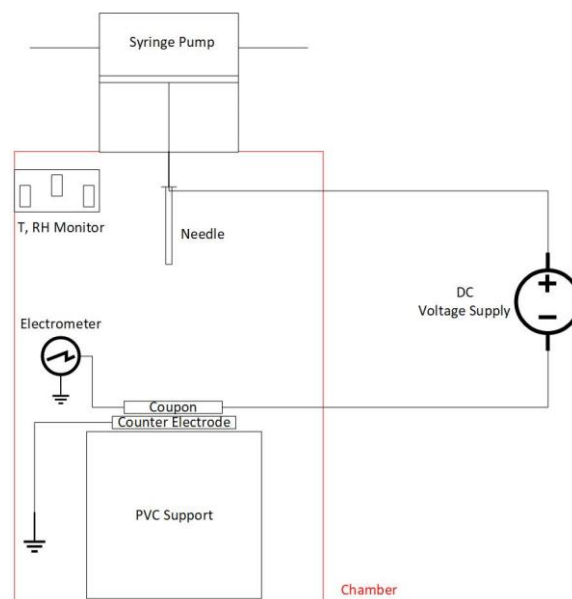 Syringe Pump
T, RH Monitor
Needle
DC
Voltage Supply
Electrometer
Coupon
Counter Electrode
PVC Support
Chamber